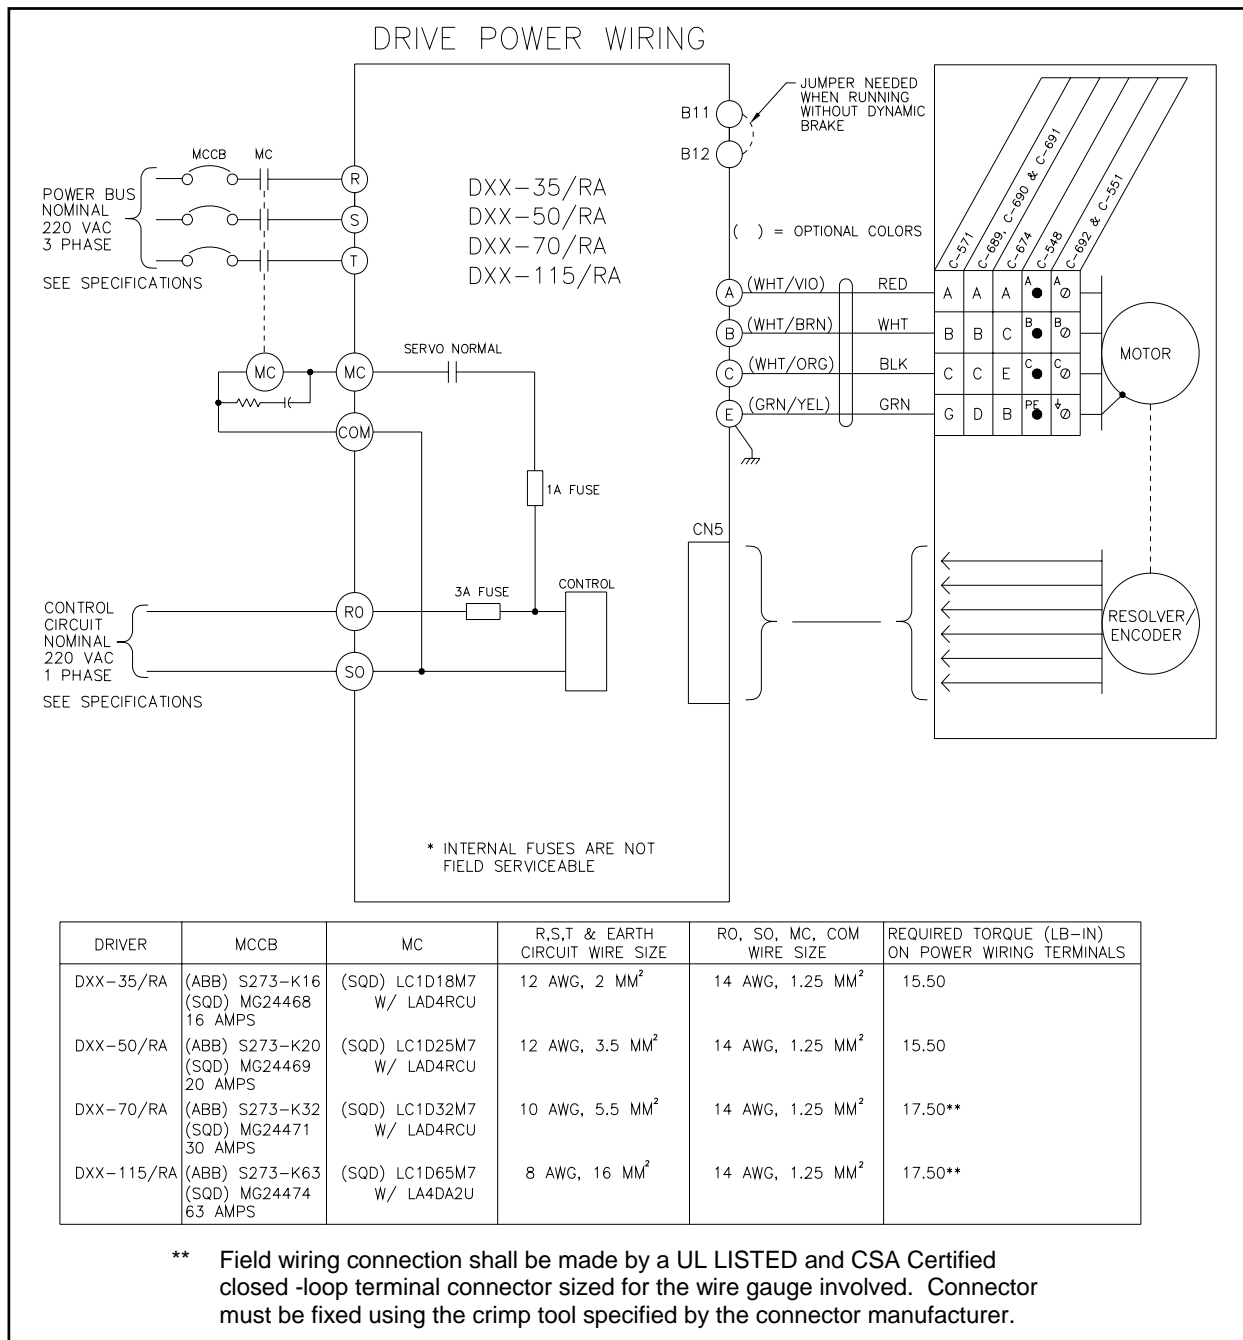 DRIVE POWER WIRING
B11
B12
JUMPER NEEDED
WHEN RUNNING
WITHOUT DYNAMIC
BRAKE
MCCB
MC
R
S
T
POWER BUS
NOMINAL
220 VAC
3 PHASE
SEE SPECIFICATIONS
DXX-35/RA
DXX-50/RA
DXX-70/RA
DXX-115/RA
( ) = OPTIONAL COLORS
C-571
C-689, C-690 & C-691
C-674
C-548
C-692 & C-551
A (WHT/VIO) RED A A A A A
B (WHT/BRN) WHT B B C B B
C (WHT/ORG) BLK C C E C C
E (GRN/YEL) GRN G D B PE
MOTOR
MC
MC
SERVO NORMAL
COM
1A FUSE
CN5
3A FUSE
CONTROL
RO
SO
CONTROL
CIRCUIT
NOMINAL
220 VAC
1 PHASE
SEE SPECIFICATIONS
RESOLVER/
ENCODER
* INTERNAL FUSES ARE NOT
FIELD SERVICEABLE
DRIVER MCCB MC R,S,T & EARTH CIRCUIT WIRE SIZE RO, SO, MC, COM WIRE SIZE REQUIRED TORQUE (LB-IN) ON POWER WIRING TERMINALS
DXX-35/RA (ABB) S273-K16 (SQD) LC1D18M7 12 AWG, 2 MM² 14 AWG, 1.25 MM² 15.50
(SQD) MG24468 W/ LAD4RCU
16 AMPS
DXX-50/RA (ABB) S273-K20 (SQD) LC1D25M7 12 AWG, 3.5 MM² 14 AWG, 1.25 MM² 15.50
(SQD) MG24469 W/ LAD4RCU
20 AMPS
DXX-70/RA (ABB) S273-K32 (SQD) LC1D32M7 10 AWG, 5.5 MM² 14 AWG, 1.25 MM² 17.50**
(SQD) MG24471 W/ LAD4RCU
30 AMPS
DXX-115/RA (ABB) S273-K63 (SQD) LC1D65M7 8 AWG, 16 MM² 14 AWG, 1.25 MM² 17.50**
(SQD) MG24474 W/ LA4DA2U
63 AMPS
** Field wiring connection shall be made by a UL LISTED and CSA Certified
closed -loop terminal connector sized for the wire gauge involved. Connector
must be fixed using the crimp tool specified by the connector manufacturer.